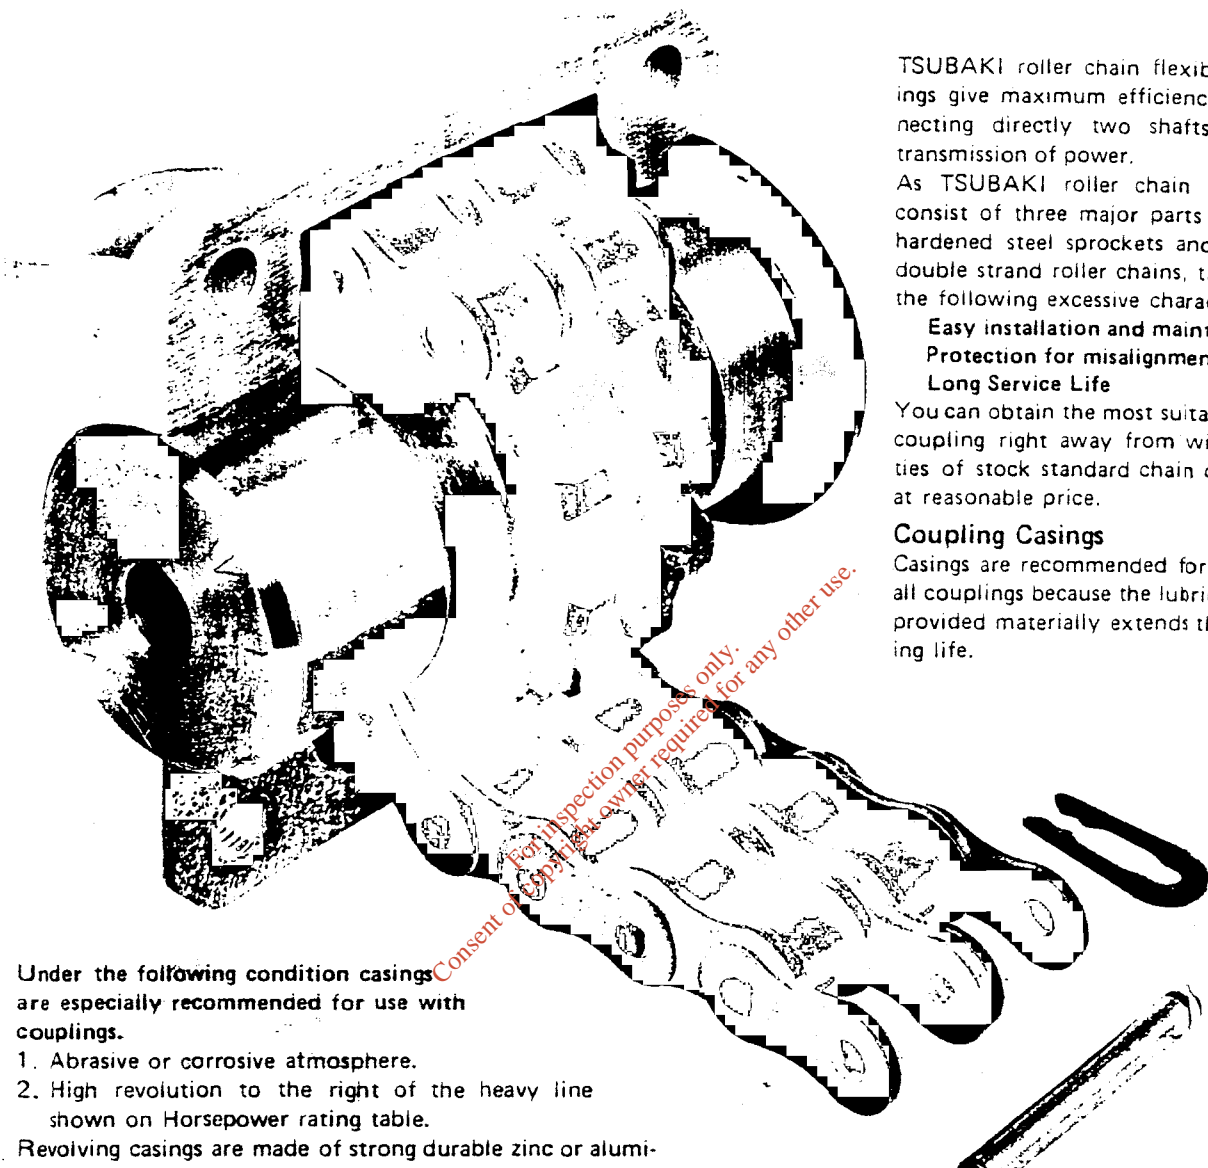 TSUBAKI roller chain flexib
ings give maximum efficienc
necting directly two shafts
transmission of power.
As TSUBAKI roller chain
consist of three major parts
hardened steel sprockets and
double strand roller chains, t
the following excessive charac
Easy installation and maint
Protection for misalignmen
Long Service Life
You can obtain the most suita
coupling right away from wi
ties of stock standard chain c
at reasonable price.
Coupling Casings
Casings are recommended for
all couplings because the lubri
provided materially extends th
ing life.
For inspection purposes only.
Consent of copyright owner required for any other use.
Under the following condition casings
are especially recommended for use with
couplings.
1. Abrasive or corrosive atmosphere.
2. High revolution to the right of the heavy line
shown on Horsepower rating table.
Revolving casings are made of strong durable zinc or alumi-